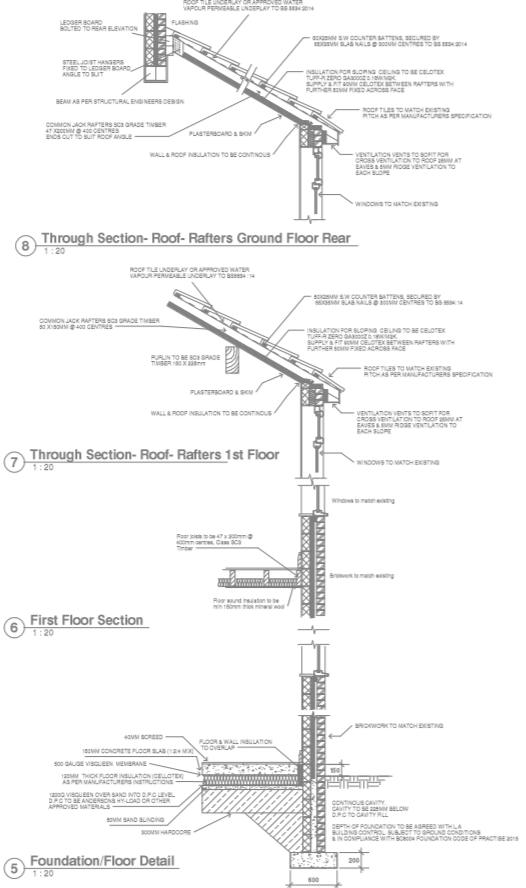 ROOF TILE UNDERLAY OR APPROVED WATER
VAPOUR PERMEABLE UNDERLAY TO BS 5534:2014
LEDGER BOARD
BOLTED TO REAR ELEVATION
FLASHING
50X25MM S.W COUNTER BATTENS, SECURED BY
65X35MM SLAB NAILS @ 300MM CENTRES TO BS 5534:2014
STEEL JOIST HANGERS
FIXED TO LEDGER BOARD
ANGLE TO SUIT
INSULATION FOR SLOPING CEILING TO BE CELOTEX
TUFF-R ZERO
SUPPLY & FIT 90MM CELOTEX BETWEEN RAFTERS WITH
FURTHER 50MM FIXED ACROSS FACE
BEAM AS PER STRUCTURAL ENGINEERS DESIGN
ROOF TILES TO MATCH EXISTING
PITCH AS PER MANUFACTURERS SPECIFICATION
COMMON JACK RAFTERS SC3 GRADE TIMBER
47 X200MM @ 400 CENTRES
ENDS CUT TO SUIT ROOF ANGLE
PLASTERBOARD & SKIM
WALL & ROOF INSULATION TO BE CONTINOUS
VENTILATION VENTS TO SOFIT FOR
CROSS VENTILATION TO ROOF 25MM AT
EAVES & 5MM RIDGE VENTILATION TO
EACH SLOPE
WINDOWS TO MATCH EXISTING
8 Through Section- Roof- Rafters Ground Floor Rear
1 : 20
ROOF TILE UNDERLAY OR APPROVED WATER
VAPOUR PERMEABLE UNDERLAY TO BS5534 :14
50X25MM S.W COUNTER BATTENS, SECURED BY
65X35MM SLAB NAILS @ 300MM CENTRES TO BS 5534:14
COMMON JACK RAFTERS SC3 GRADE TIMBER
50 X150MM @ 400 CENTRES
INSULATION FOR SLOPING CEILING TO BE CELOTEX
TUFF-R ZERO
SUPPLY & FIT 90MM CELOTEX BETWEEN RAFTERS WITH
FURTHER 50MM FIXED ACROSS FACE
PURLIN TO BE SC3 GRADE
TIMBER 150 X 225mm
ROOF TILES TO MATCH EXISTING
PITCH AS PER MANUFACTURERS SPECIFICATION
PLASTERBOARD & SKIM
WALL & ROOF INSULATION TO BE CONTINOUS
VENTILATION VENTS TO SOFIT FOR
CROSS VENTILATION TO ROOF 25MM AT
EAVES & 5MM RIDGE VENTILATION TO
EACH SLOPE
7 Through Section- Roof- Rafters 1st Floor
1 : 20
WINDOWS TO MATCH EXISTING
Windows to match existing
Floor joists to be 47 x 200mm @
400mm centres, Class SC3
Timber
Brickwork to match existing
Floor sound insulation to be
min 150mm thick mineral wool
6 First Floor Section
1 : 20
BRICKWORK TO MATCH EXISTING
40MM SCREED
FLOOR & WALL INSULATION
TO OVERLAP
150MM CONCRETE FLOOR SLAB (1:2:4 MIX)
500 GAUGE VISQUEEN MEMBRANE
120MM THICK FLOOR INSULATION (CELLOTEX)
AS PER MANUFACTURERS INSTRUCTIONS
150
1200G VISQUEEN OVER SAND INTO D.P.C LEVEL
D.P.C TO BE ANDERSONS HY-LOAD OR OTHER
APPROVED MATERIALS
50MM SAND BLINDING
300MM HARDCORE
CONTINOUS CAVITY.
CAVITY TO BE 225MM BELOW
D.P.C TO CAVITY FILL
DEPTH OF FOUNDATION TO BE AGREED WITH L.A
BUILDING CONTROL, SUBJECT TO GROUND CONDITIONS
& IN COMPLIANCE WITH BC8004 FOUNDATION CODE OF PRACTISE 2015
200
600
5 Foundation/Floor Detail
1 : 20